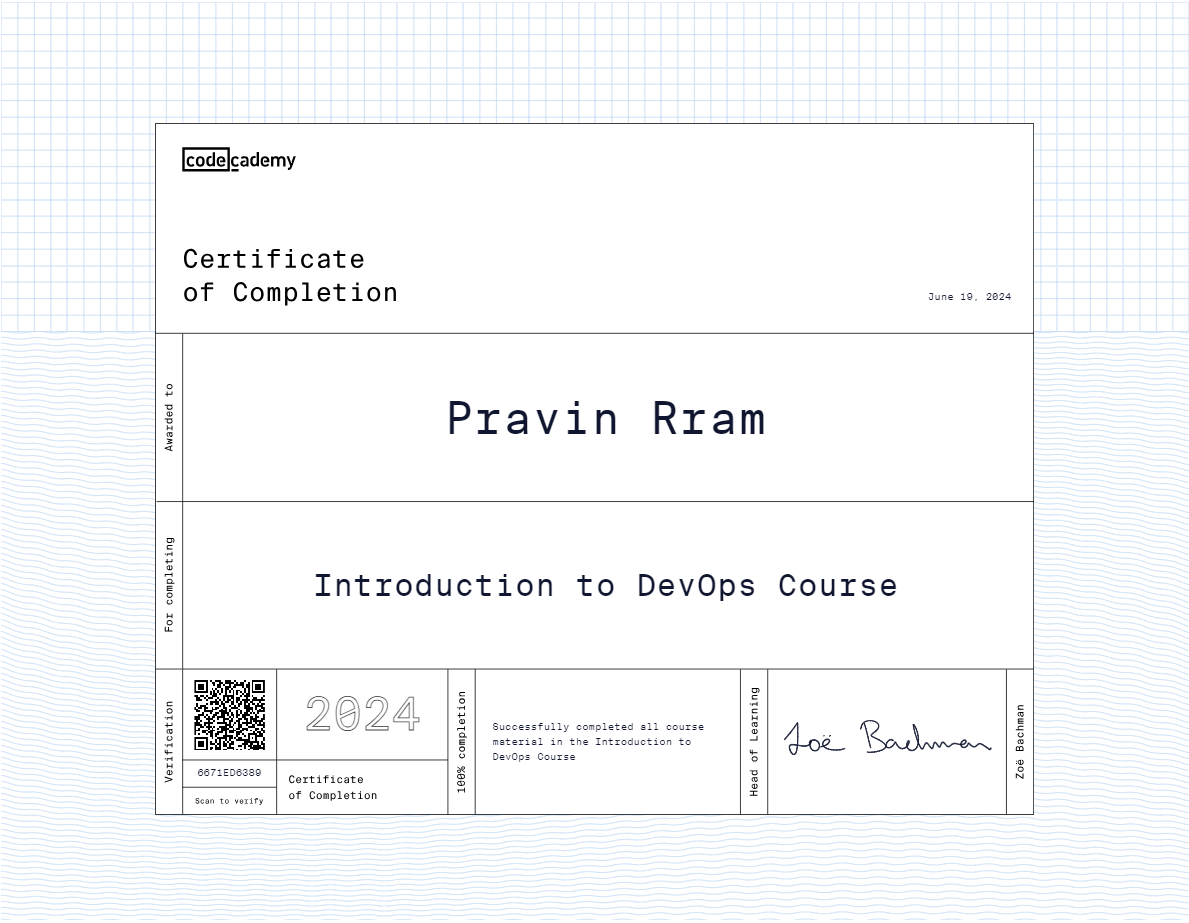 codecademy
Certificate
of Completion
June 19, 2024
Awarded to
Pravin Rram
For completing
Introduction to DevOps Course
Verification
6671ED6389
Scan to verify
2024
Certificate
of Completion
100% completion
Successfully completed all course
material in the Introduction to
DevOps Course
Head of Learning
Zoë Bachman
Zoë Bachman